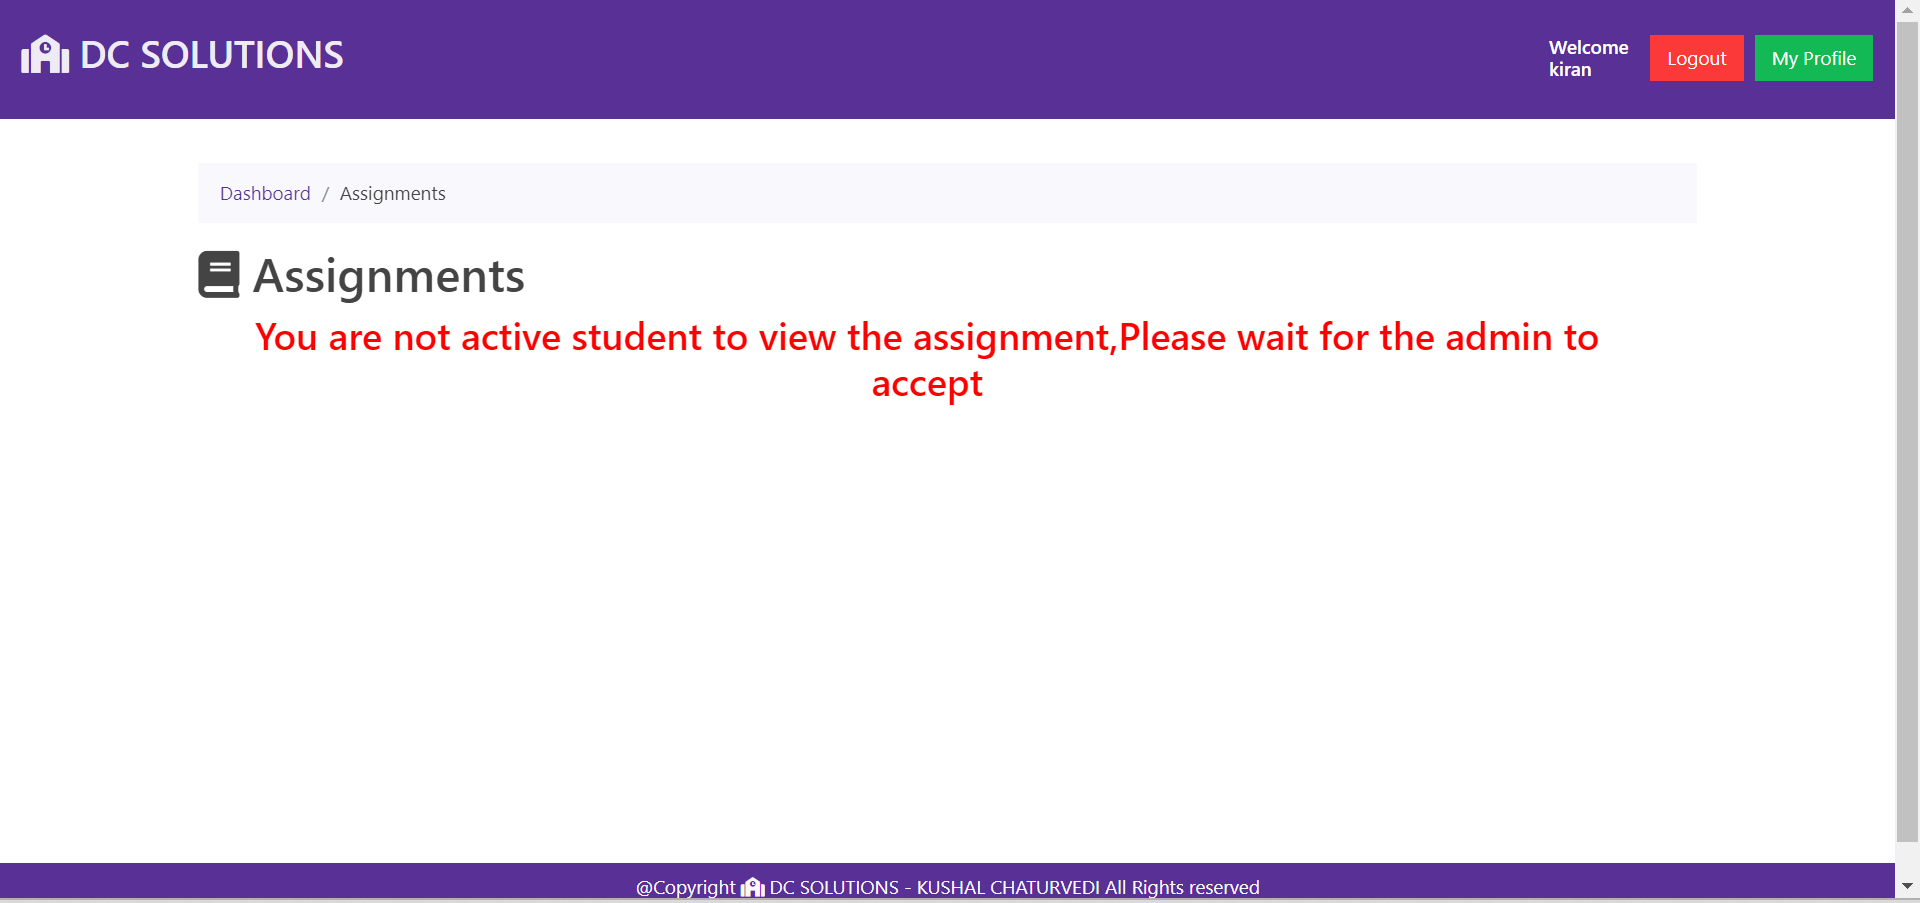 DC SOLUTIONS
Welcome
kiran
Logout
My Profile
Dashboard / Assignments
Assignments
You are not active student to view the assignment,Please wait for the admin to
accept
@Copyright DC SOLUTIONS - KUSHAL CHATURVEDI All Rights reserved